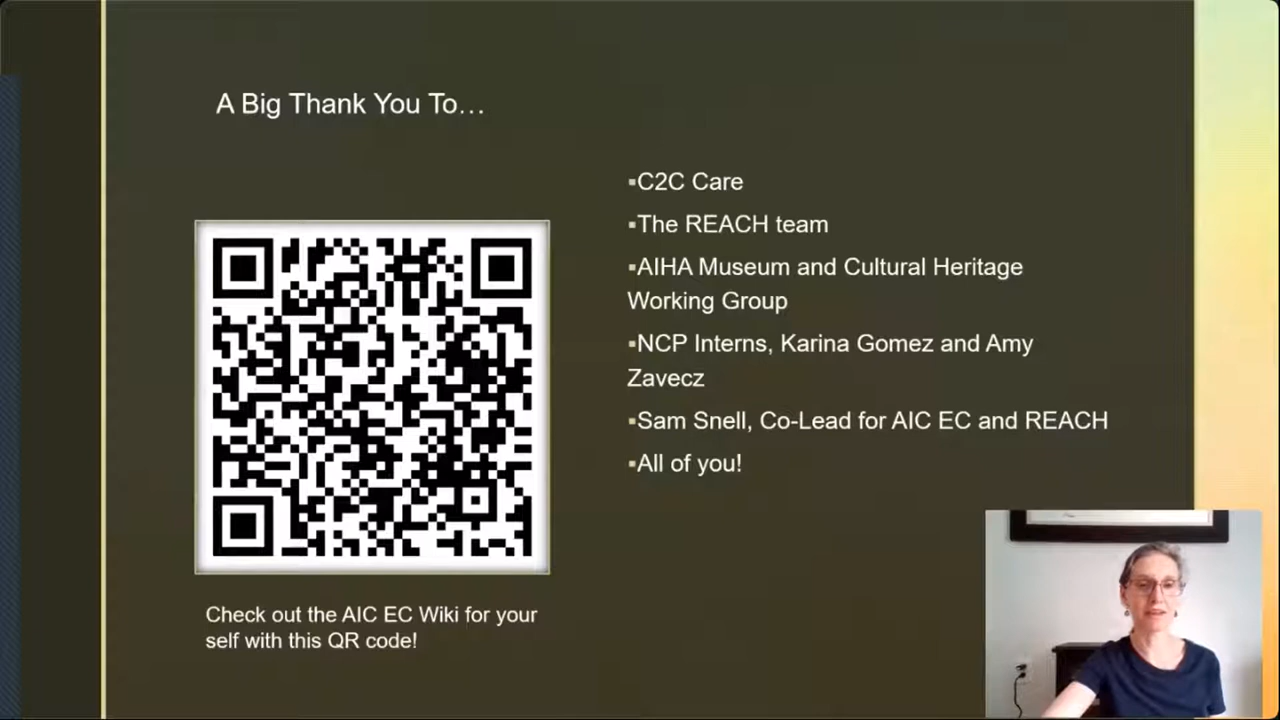 A Big Thank You To…
▪C2C Care
▪The REACH team
▪AIHA Museum and Cultural Heritage
Working Group
▪NCP Interns, Karina Gomez and Amy
Zavecz
▪Sam Snell, Co-Lead for AIC EC and REACH
▪All of you!
Check out the AIC EC Wiki for your
self with this QR code!